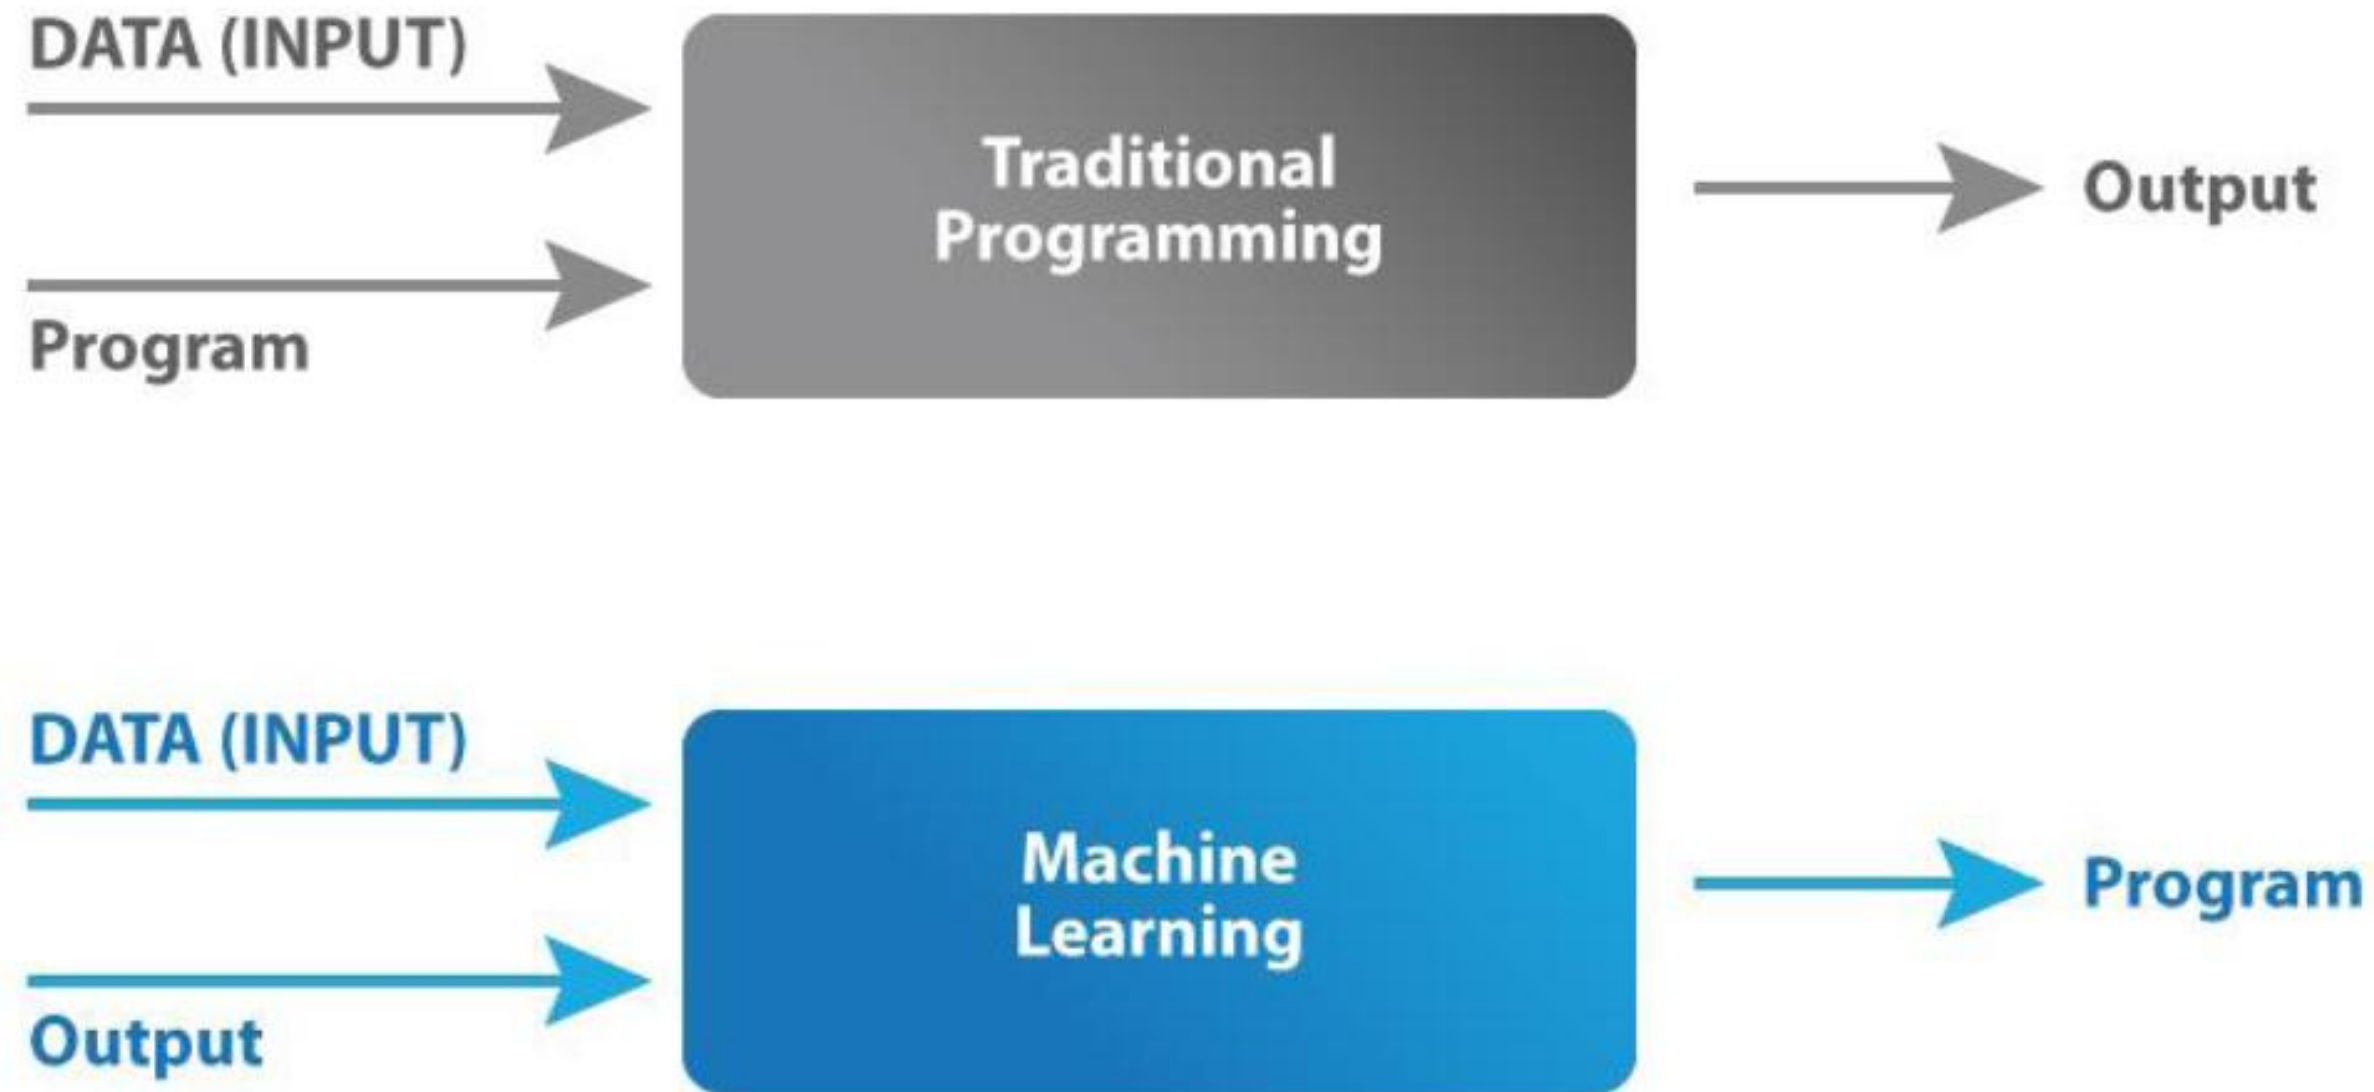 DATA (INPUT)
Program
Traditional
Programming
Output
DATA (INPUT)
Output
Machine
Learning
Program